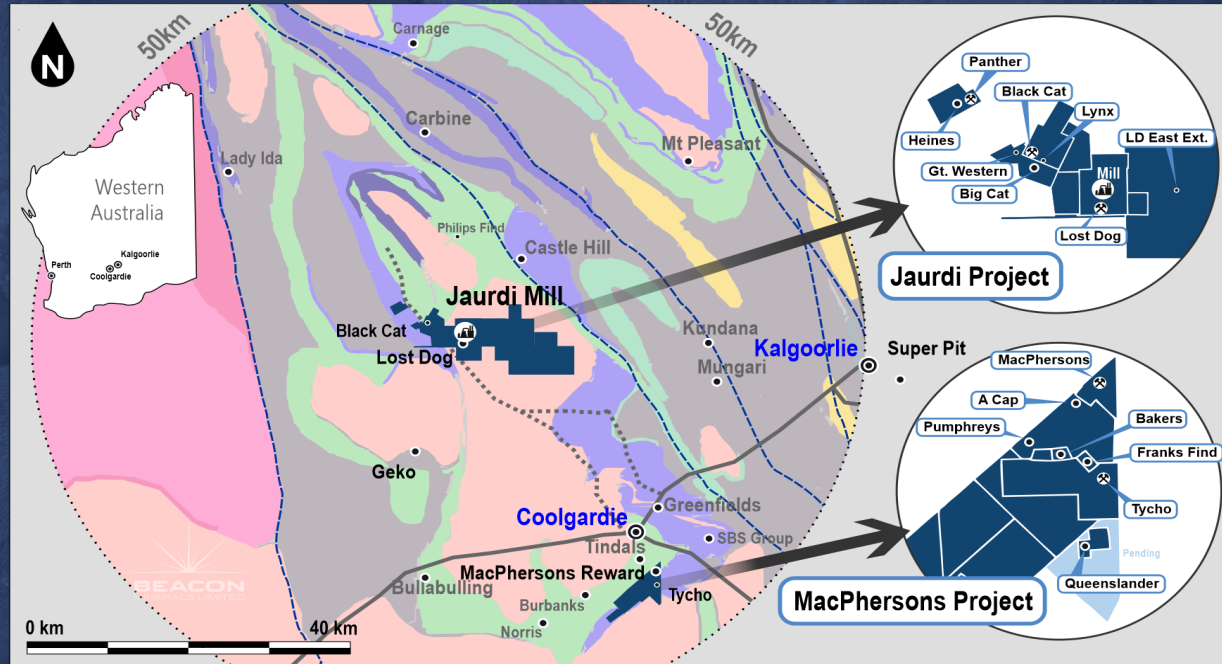 N
50km
50km
Carnage
Carbine
Lady Ida
Mt Pleasant
Western
Australia
Perth
Kalgoorlie
Coolgardie
Philips Find
Castle Hill
Jaurdi Mill
Black Cat
Lost Dog
Kundana
Mungari
Kalgoorlie
Super Pit
Geko
Coolgardie
Greenfields
Tindals
SBS Group
MacPhersons Reward
Bullabulling
Tycho
Burbanks
Norris
BEACON
MINERALS LIMITED
0 km
40 km
Panther
Black Cat
Lynx
Heines
LD East Ext.
Gt. Western
Mill
Big Cat
Lost Dog
Jaurdi Project
MacPhersons
A Cap
Bakers
Pumphreys
Franks Find
Tycho
Pending
Queenslander
MacPhersons Project